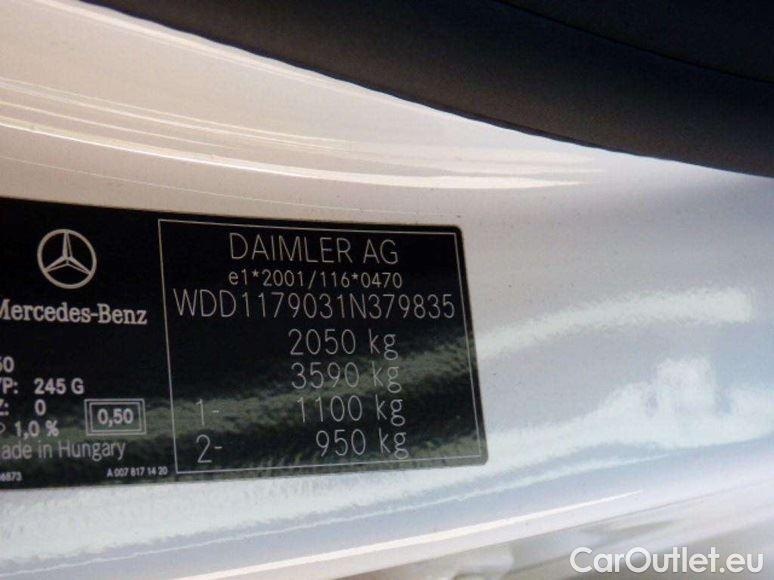 Mercedes-Benz
245 G
0
0,50
1,0 %
Made in Hungary
A 007 817 14 20
DAIMLER AG
e1*2001/116*0470
WDD1179031N379835
2050 kg
3590 kg
1- 1100 kg
2- 950 kg
CarOutlet.eu